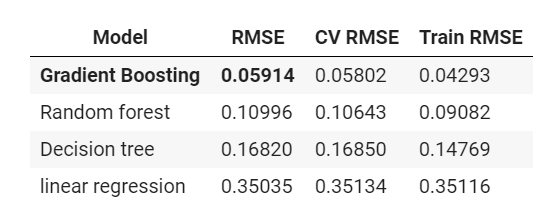 Model RMSE CV RMSE Train RMSE
Gradient Boosting 0.05914 0.05802 0.04293
Random forest 0.10996 0.10643 0.09082
Decision tree 0.16820 0.16850 0.14769
linear regression 0.35035 0.35134 0.35116